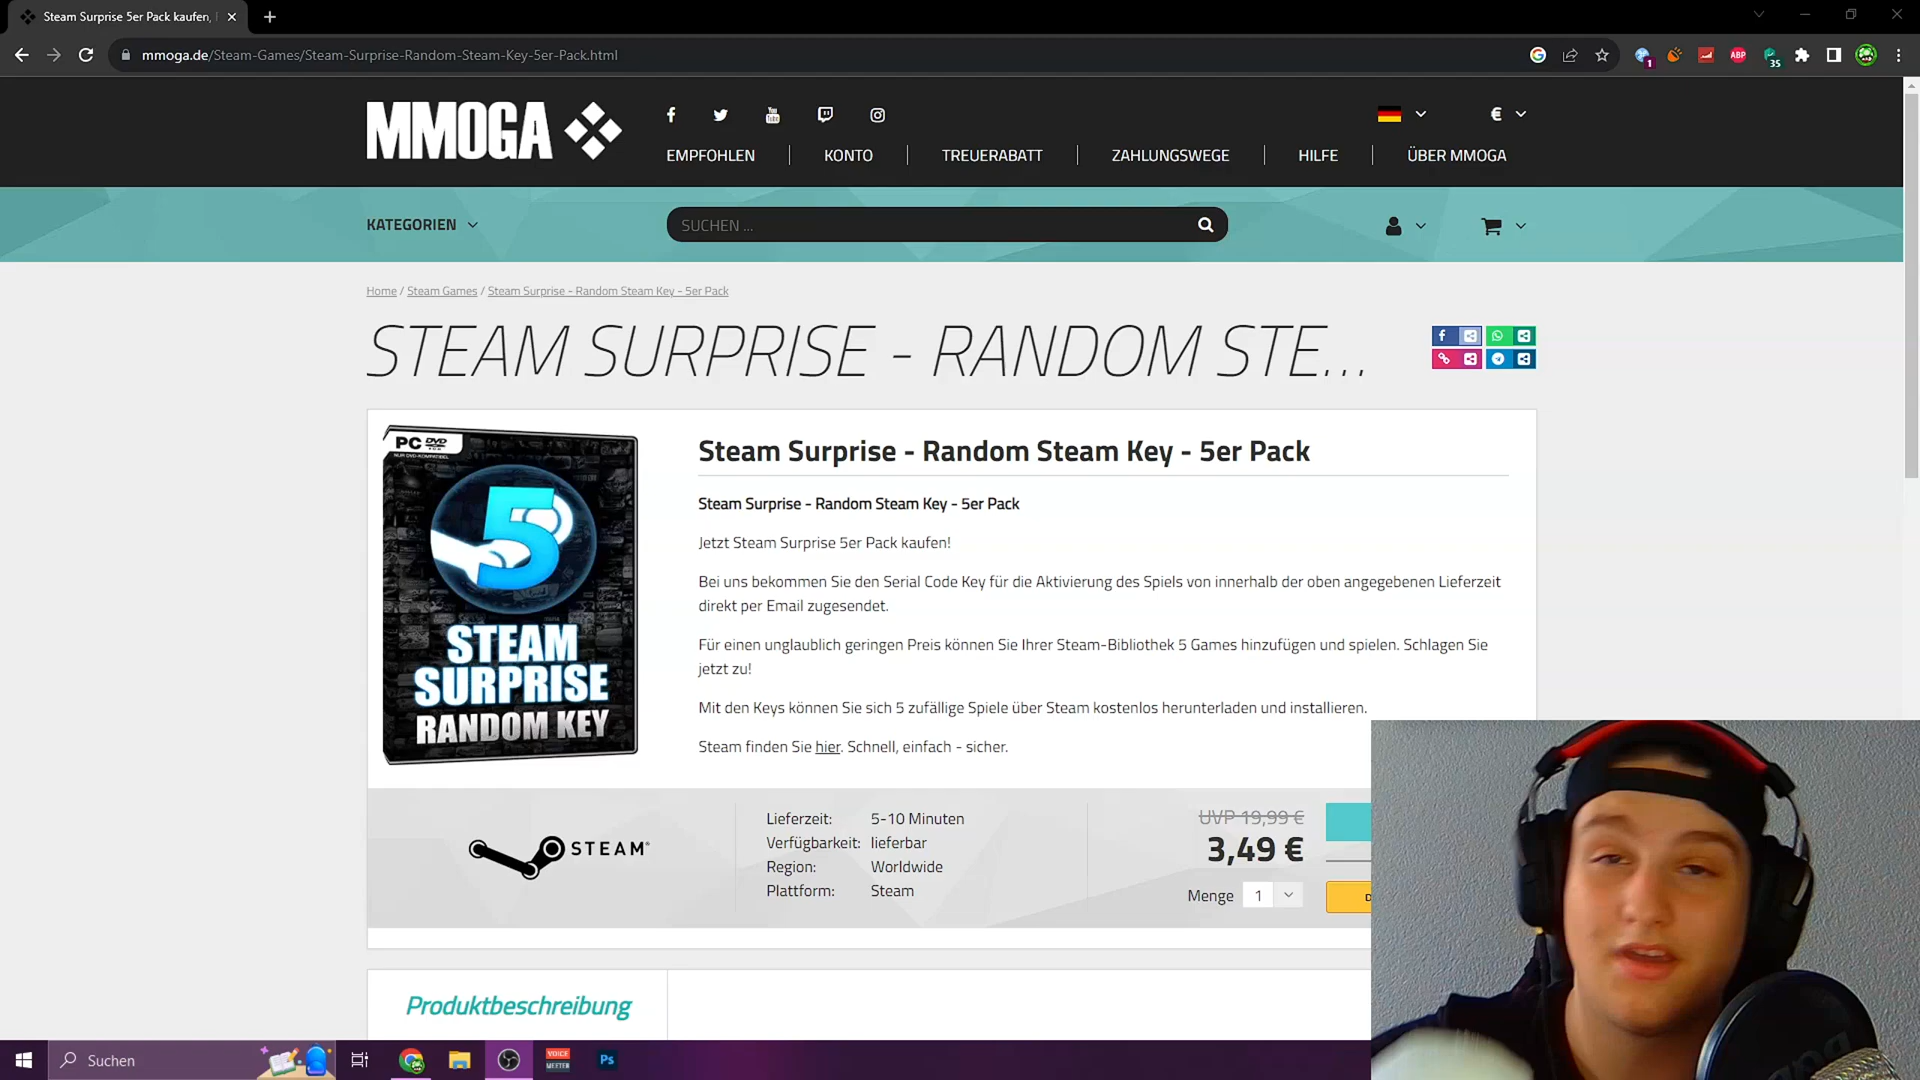 Steam Surprise 5er Pack kaufen,
mmoga.de/Steam-Games/Steam-Surprise-Random-Steam-Key-5er-Pack.html
1
ABP
35
MMOGA
€
EMPFOHLEN
KONTO
TREUERABATT
ZAHLUNGSWEGE
HILFE
ÜBER MMOGA
KATEGORIEN
SUCHEN ...
Home / Steam Games / Steam Surprise - Random Steam Key - 5er Pack
STEAM SURPRISE - RANDOM STE...
PC DVD
5
STEAM
SURPRISE
RANDOM KEY
Steam Surprise - Random Steam Key - 5er Pack
Steam Surprise - Random Steam Key - 5er Pack
Jetzt Steam Surprise 5er Pack kaufen!
Bei uns bekommen Sie den Serial Code Key für die Aktivierung des Spiels von innerhalb der oben angegebenen Lieferzeit
direkt per Email zugesendet.
Für einen unglaublich geringen Preis können Sie Ihrer Steam-Bibliothek 5 Games hinzufügen und spielen. Schlagen Sie
jetzt zu!
Mit den Keys können Sie sich 5 zufällige Spiele über Steam kostenlos herunterladen und installieren.
Steam finden Sie hier. Schnell, einfach - sicher.
STEAM
Lieferzeit: 5-10 Minuten
Verfügbarkeit: lieferbar
Region: Worldwide
Plattform: Steam
UVP 19,99 €
3,49 €
Menge 1
Produktbeschreibung
Suchen
VOICE
MEETER
Ps